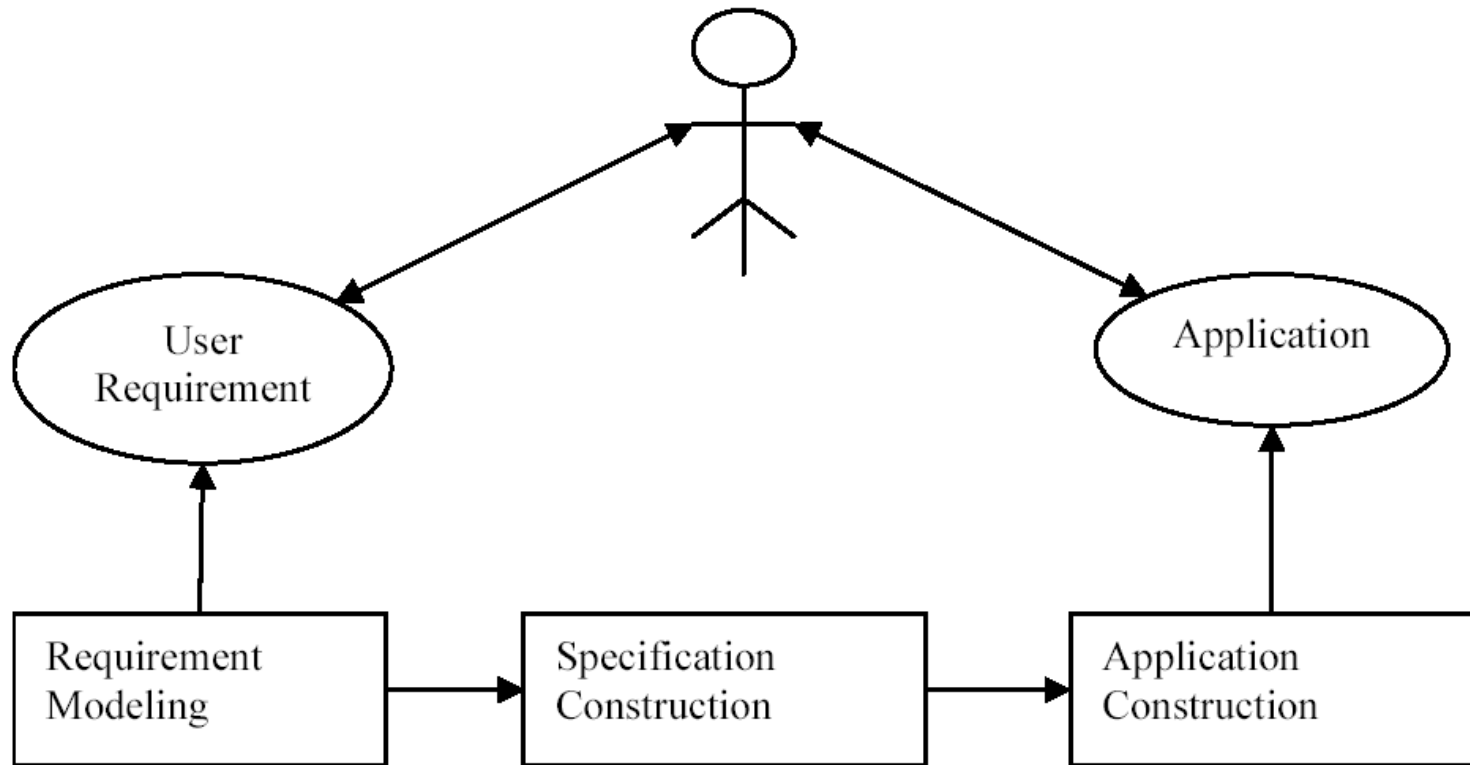 User
Requirement
Application
Requirement
Modeling
Specification
Construction
Application
Construction